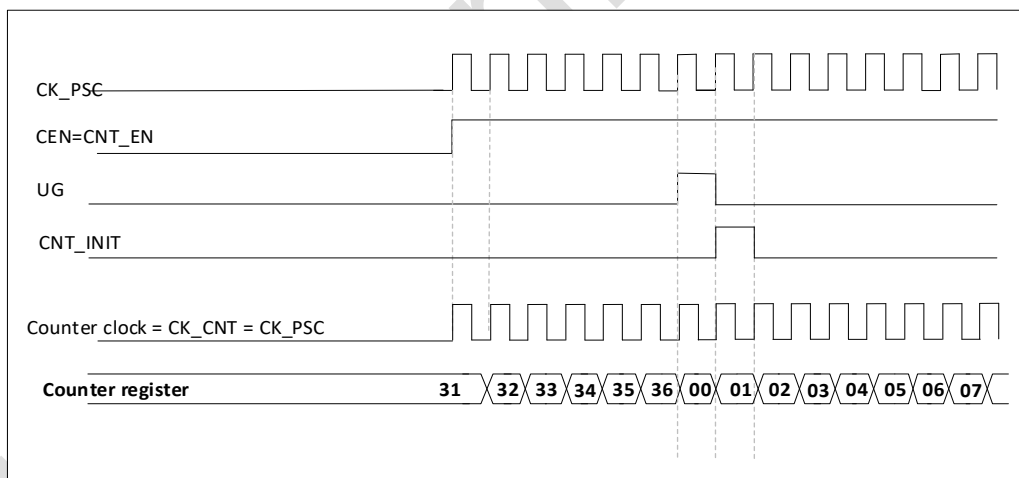 CK_PSC
CEN=CNT_EN
UG
CNT_INIT
Counter clock = CK_CNT = CK_PSC
Counter register 31 32 33 34 35 36 00 01 02 03 04 05 06 07